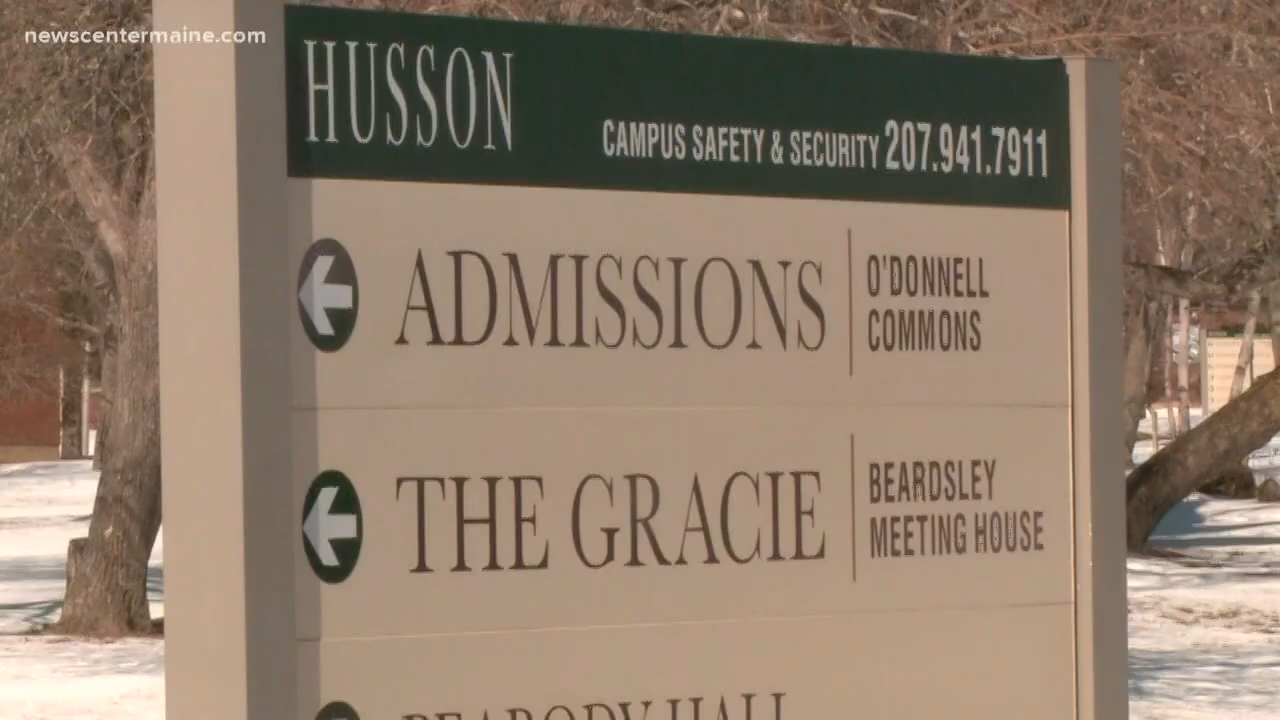 newscentermaine.com
HUSSON
CAMPUS SAFETY & SECURITY 207.941.7911
ADMISSIONS
O'DONNELL
COMMONS
THE GRACIE
BEARDSLEY
MEETING HOUSE
PEABODY HALL